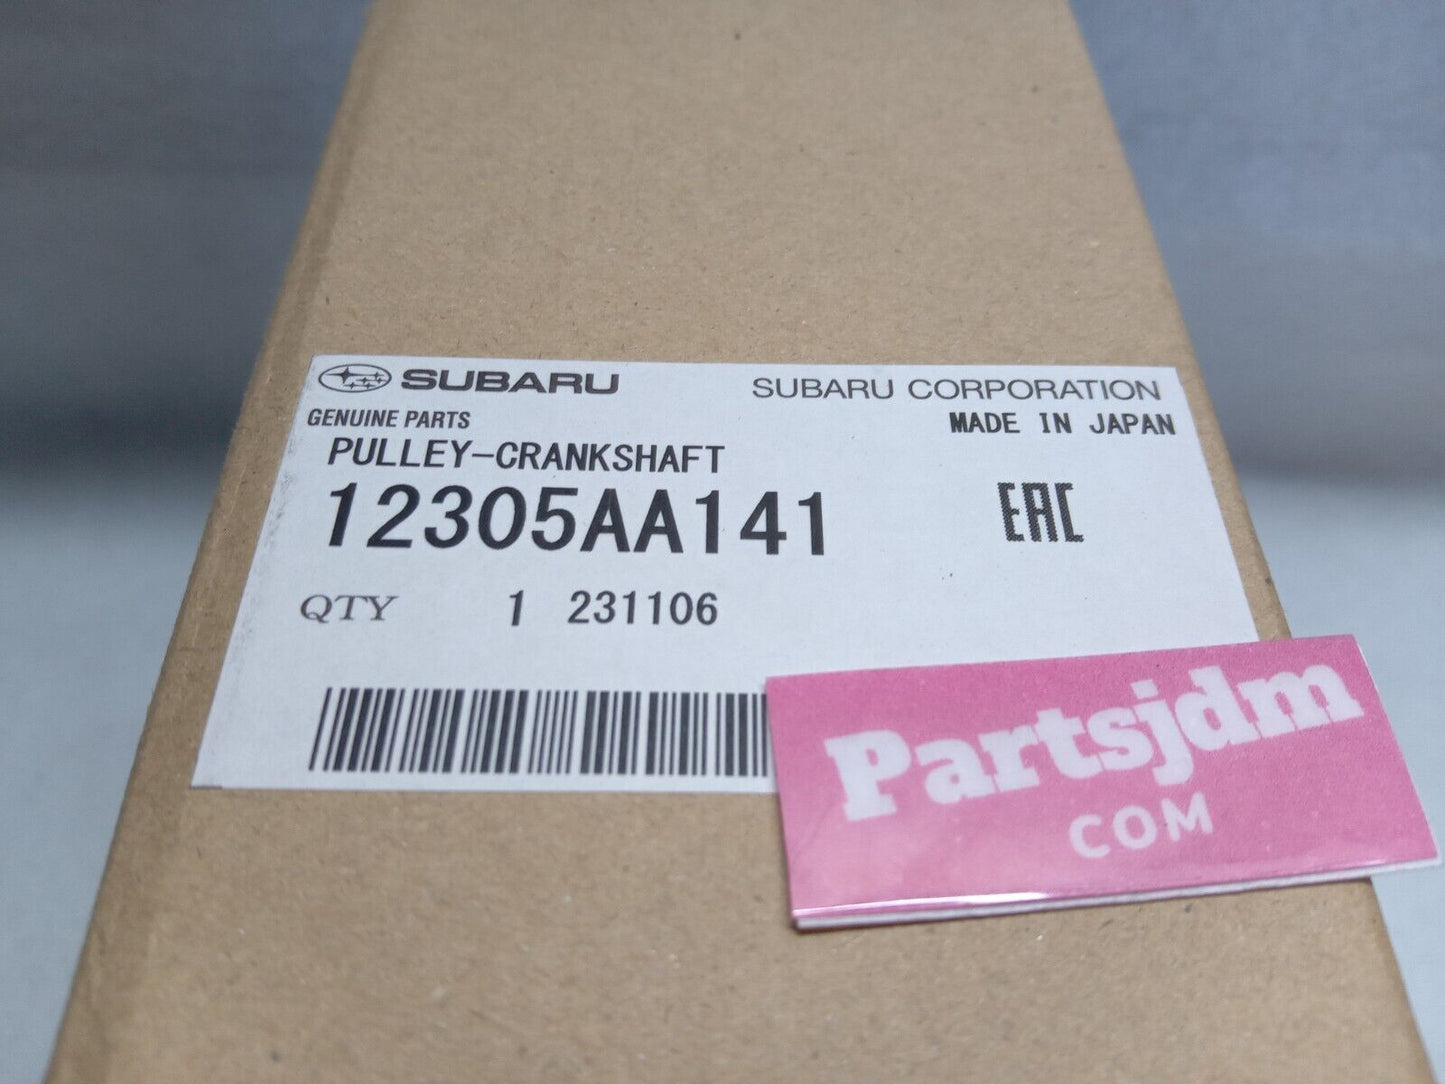 SUBARU
SUBARU CORPORATION
GENUINE PARTS
MADE IN JAPAN
PULLEY-CRANKSHAFT
12305AA141
EAC
QTY 1 231106
Partsjdm
COM